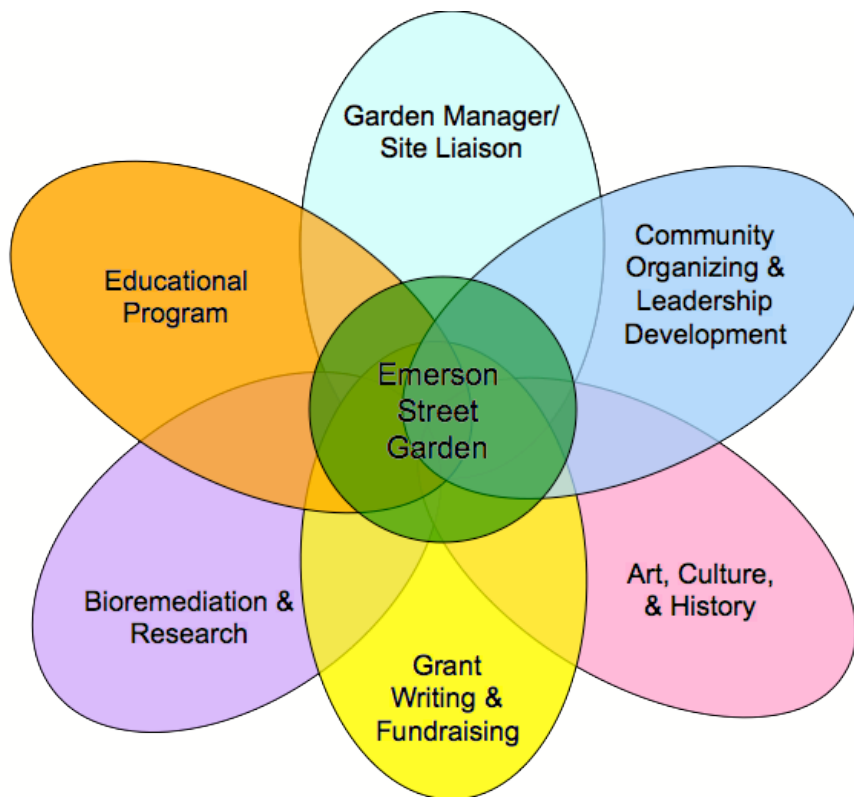 Garden Manager/
Site Liaison
Community
Organizing &
Leadership
Development
Educational
Program
Emerson
Street
Garden
Art, Culture,
& History
Bioremediation &
Research
Grant
Writing &
Fundraising